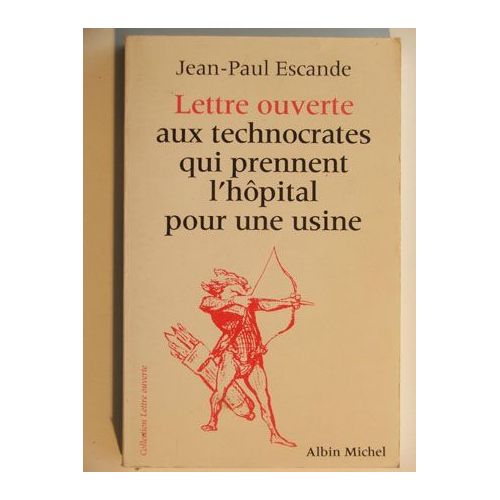 Jean-Paul Escande
Lettre ouverte
aux technocrates
qui prennent
l'hôpital
pour une usine
Collection Lettre ouverte
Albin Michel